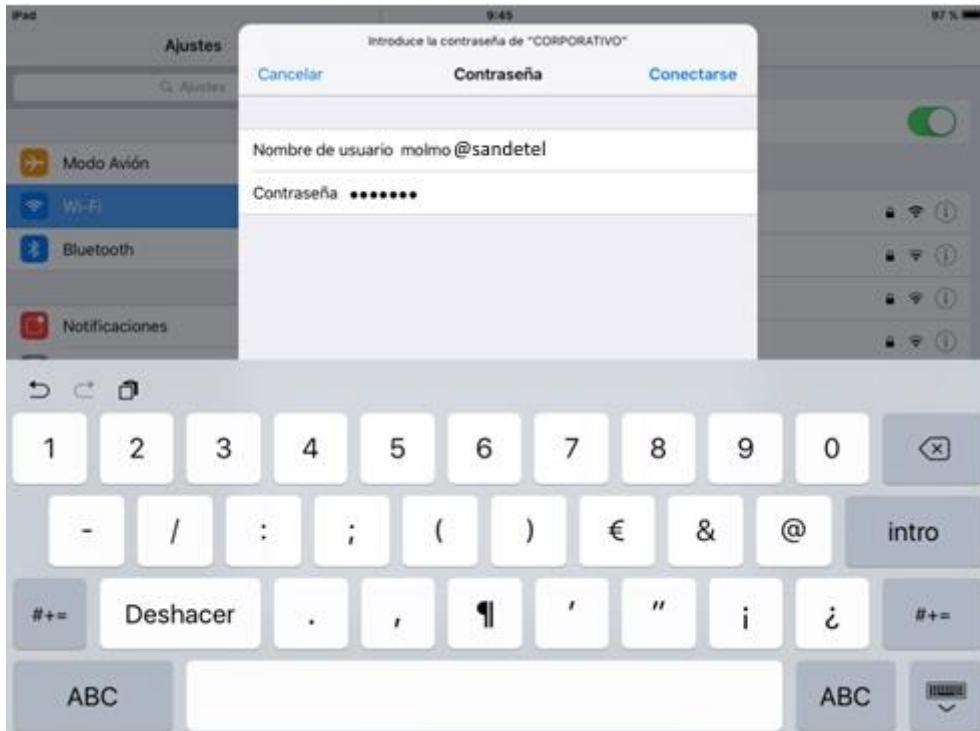 iPad 9:45 97 %
Ajustes
Introduce la contraseña de "CORPORATIVO"
Cancelar Contraseña Conectarse
Ajustes
Nombre de usuario molmo@sandetel
Contraseña •••••••
Modo Avión
Wi-Fi
Bluetooth
Notificaciones
1 2 3 4 5 6 7 8 9 0
- / : ; ( ) € & @ intro
#+= Deshacer . , ¶ ' " ¡ ¿ #+=
ABC ABC